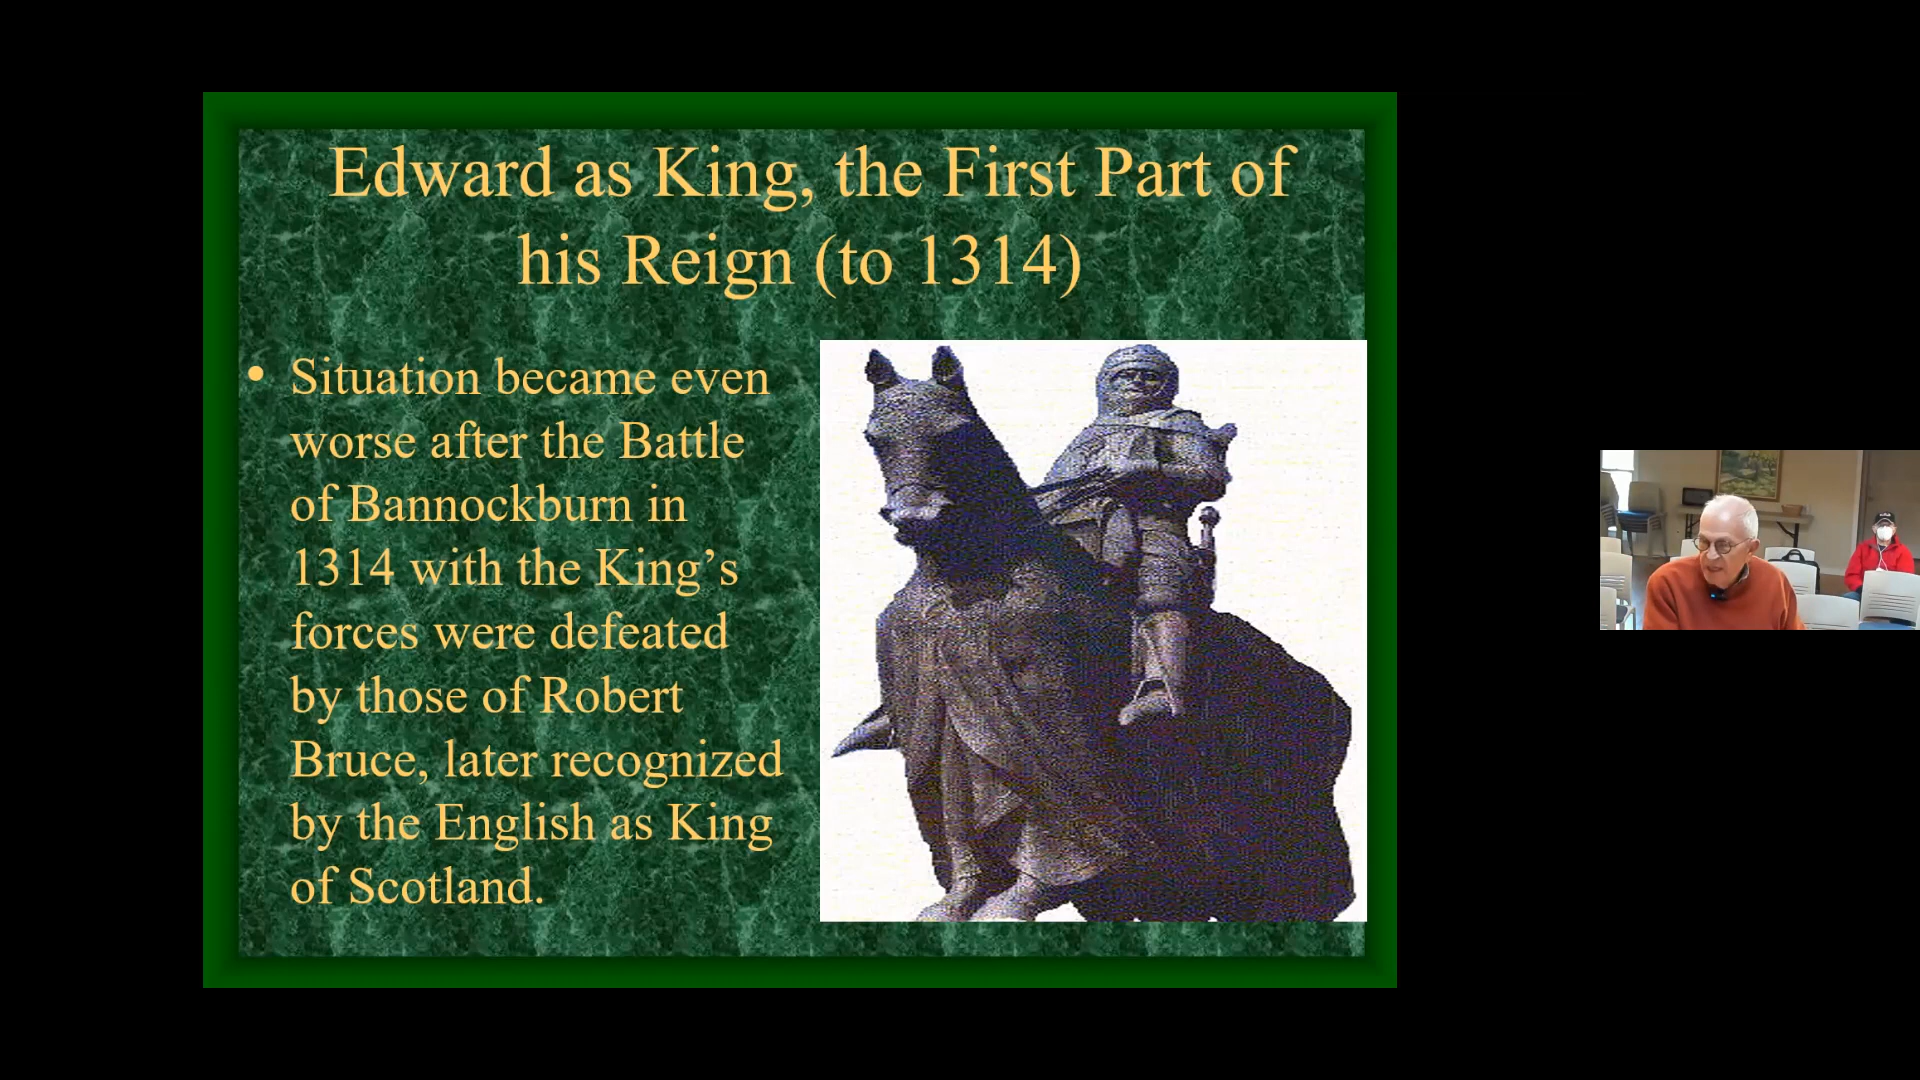 Edward as King, the First Part of
his Reign (to 1314)
• Situation became even
worse after the Battle
of Bannockburn in
1314 with the King’s
forces were defeated
by those of Robert
Bruce, later recognized
by the English as King
of Scotland.